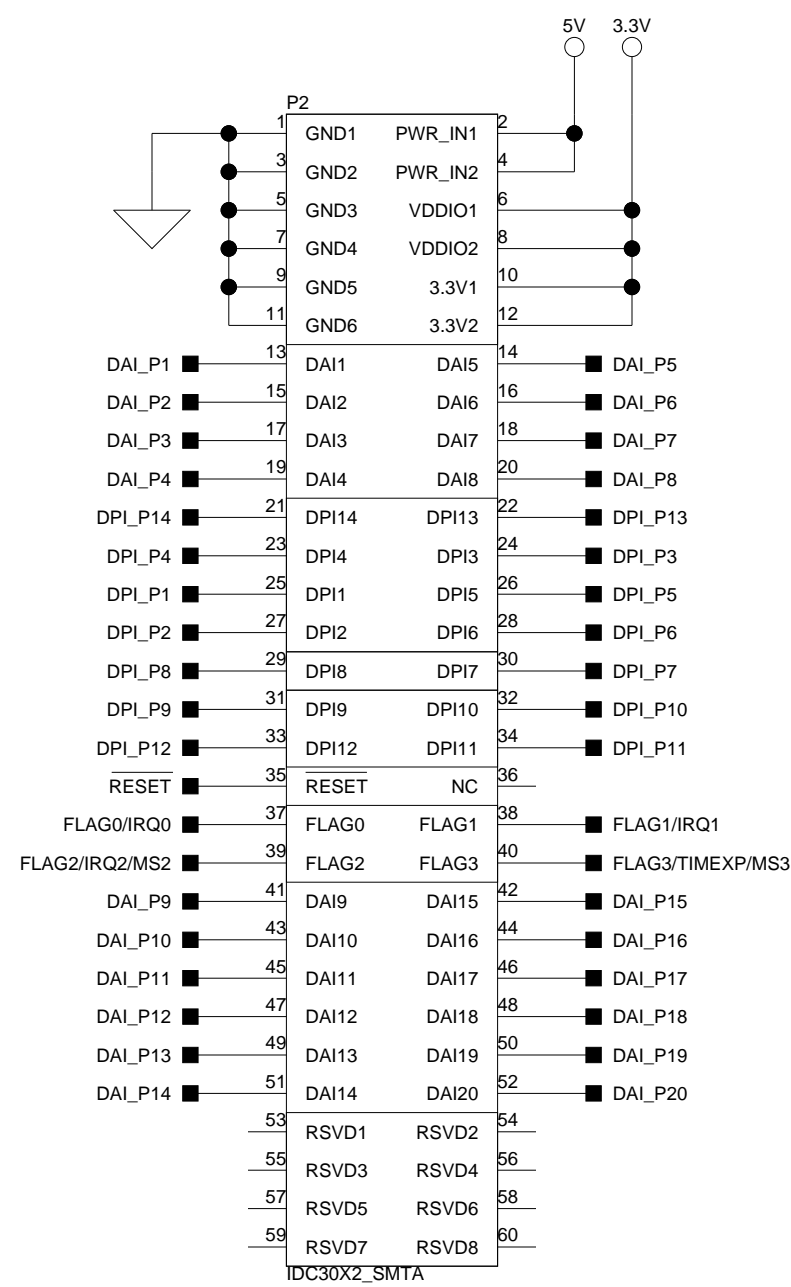 5V 3.3V
P2
1 GND1 PWR_IN1 2
3 GND2 PWR_IN2 4
5 GND3 VDDIO1 6
7 GND4 VDDIO2 8
9 GND5 3.3V1 10
11 GND6 3.3V2 12
DAI_P1 13 DAI1 DAI5 14 DAI_P5
DAI_P2 15 DAI2 DAI6 16 DAI_P6
DAI_P3 17 DAI3 DAI7 18 DAI_P7
DAI_P4 19 DAI4 DAI8 20 DAI_P8
DPI_P14 21 DPI14 DPI13 22 DPI_P13
DPI_P4 23 DPI4 DPI3 24 DPI_P3
DPI_P1 25 DPI1 DPI5 26 DPI_P5
DPI_P2 27 DPI2 DPI6 28 DPI_P6
DPI_P8 29 DPI8 DPI7 30 DPI_P7
DPI_P9 31 DPI9 DPI10 32 DPI_P10
DPI_P12 33 DPI12 DPI11 34 DPI_P11
RESET 35 RESET NC 36
FLAG0/IRQ0 37 FLAG0 FLAG1 38 FLAG1/IRQ1
FLAG2/IRQ2/MS2 39 FLAG2 FLAG3 40 FLAG3/TIMEXP/MS3
DAI_P9 41 DAI9 DAI15 42 DAI_P15
DAI_P10 43 DAI10 DAI16 44 DAI_P16
DAI_P11 45 DAI11 DAI17 46 DAI_P17
DAI_P12 47 DAI12 DAI18 48 DAI_P18
DAI_P13 49 DAI13 DAI19 50 DAI_P19
DAI_P14 51 DAI14 DAI20 52 DAI_P20
53 RSVD1 RSVD2 54
55 RSVD3 RSVD4 56
57 RSVD5 RSVD6 58
59 RSVD7 RSVD8 60
IDC30X2_SMTA